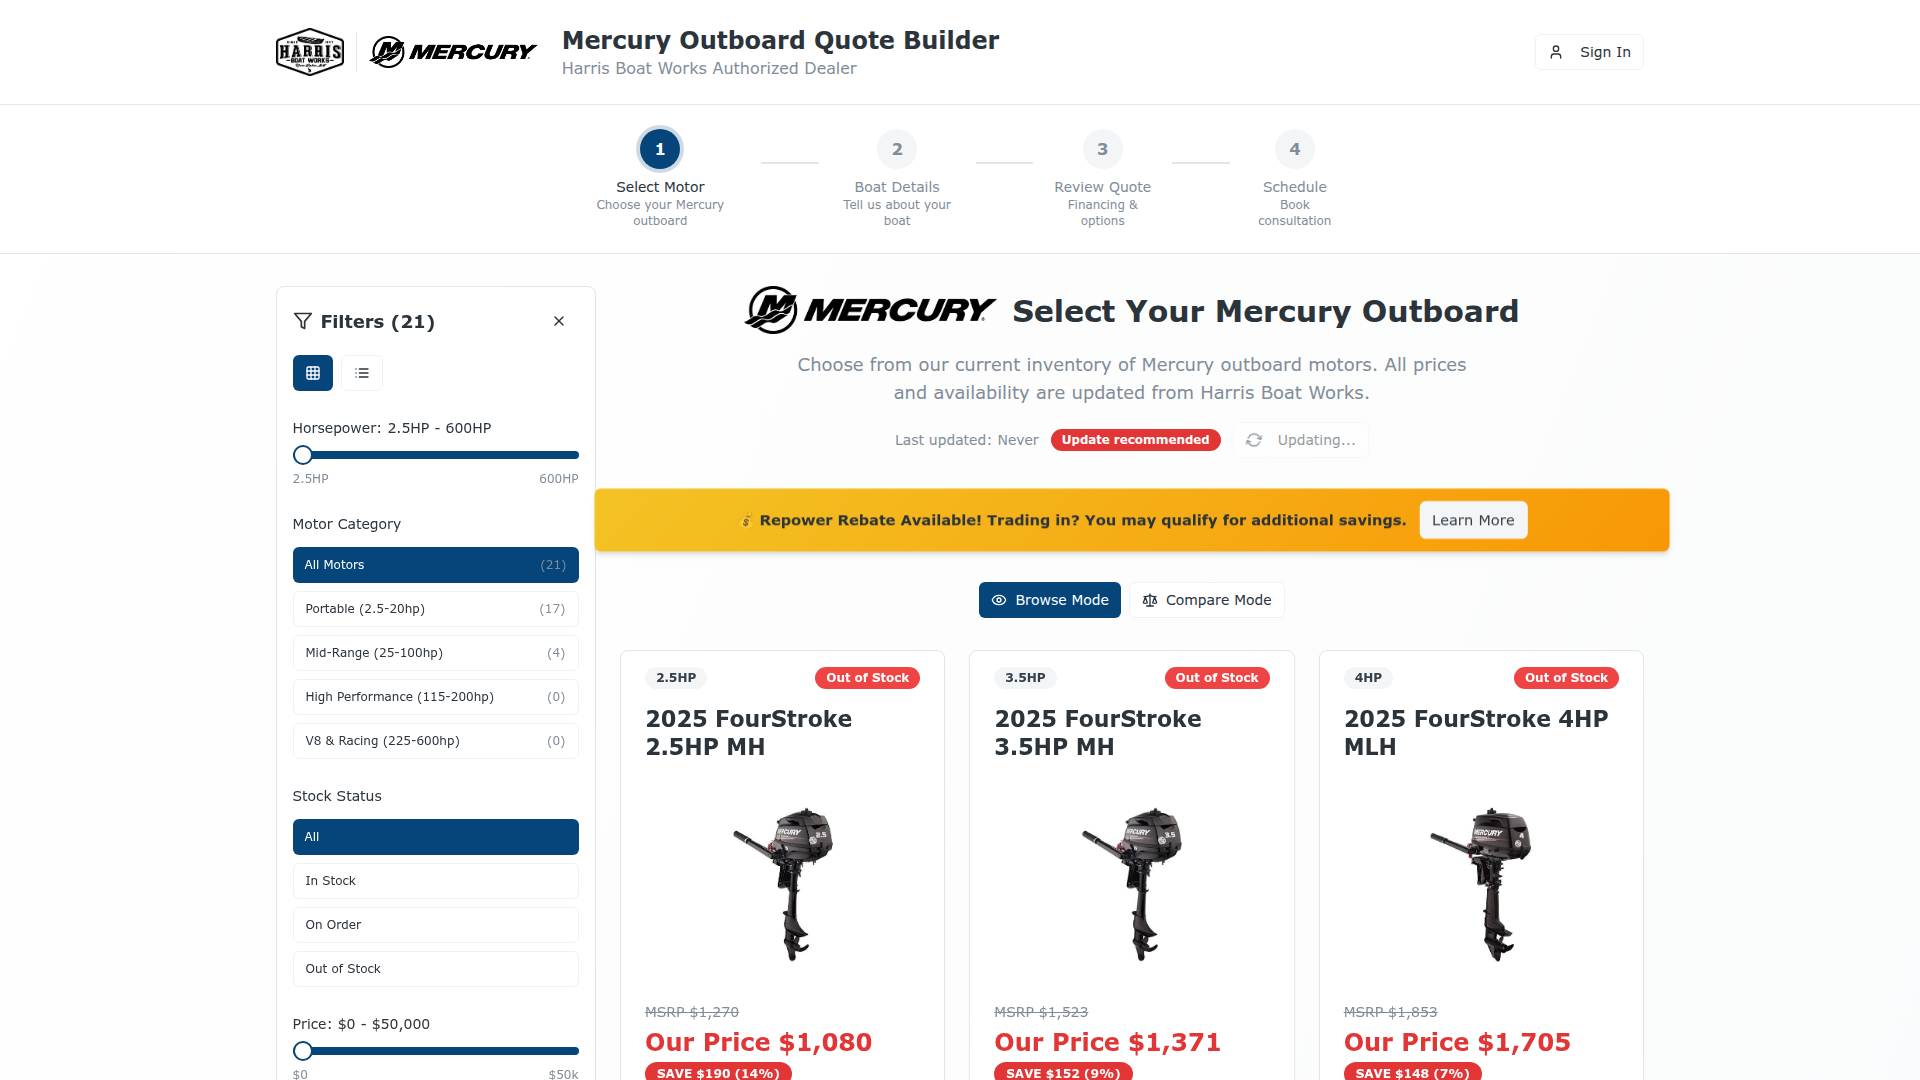 HARRIS
BOAT WORKS
MERCURY
Mercury Outboard Quote Builder
Harris Boat Works Authorized Dealer
Sign In
1
Select Motor
Choose your Mercury
outboard
2
Boat Details
Tell us about your
boat
3
Review Quote
Financing &
options
4
Schedule
Book
consultation
Filters (21)
Horsepower: 2.5HP - 600HP
2.5HP 600HP
Motor Category
All Motors (21)
Portable (2.5-20hp) (17)
Mid-Range (25-100hp) (4)
High Performance (115-200hp) (0)
V8 & Racing (225-600hp) (0)
Stock Status
All
In Stock
On Order
Out of Stock
Price: $0 - $50,000
$0 $50k
MERCURY Select Your Mercury Outboard
Choose from our current inventory of Mercury outboard motors. All prices
and availability are updated from Harris Boat Works.
Last updated: Never Update recommended Updating...
💰 Repower Rebate Available! Trading in? You may qualify for additional savings. Learn More
Browse Mode Compare Mode
2.5HP Out of Stock
2025 FourStroke
2.5HP MH
MERCURY 2.5
MSRP $1,270
Our Price $1,080
SAVE $190 (14%)
3.5HP Out of Stock
2025 FourStroke
3.5HP MH
MERCURY 3.5
MSRP $1,523
Our Price $1,371
SAVE $152 (9%)
4HP Out of Stock
2025 FourStroke 4HP
MLH
MERCURY 4
MSRP $1,853
Our Price $1,705
SAVE $148 (7%)